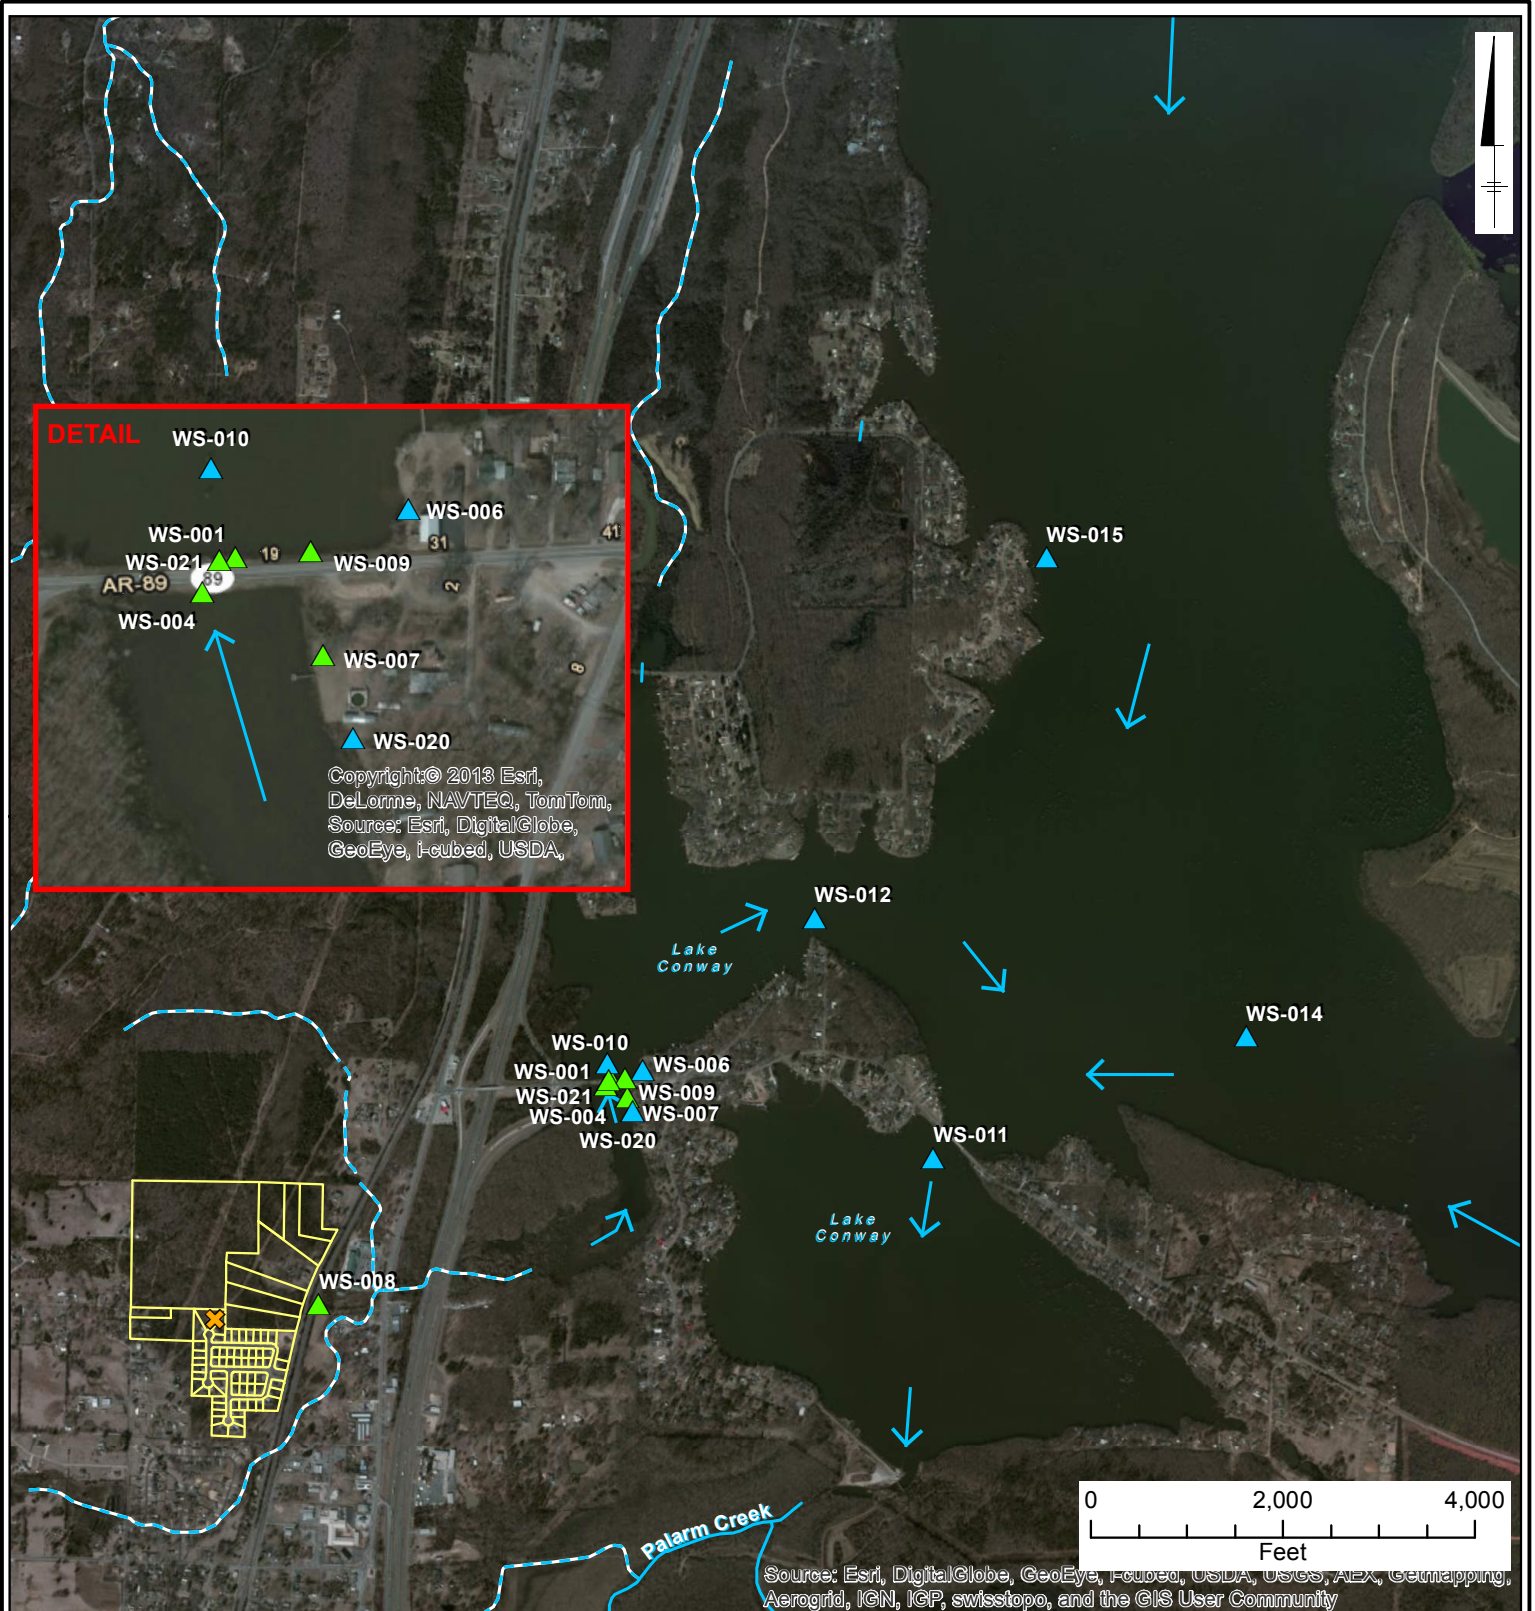 DETAIL
WS-010
WS-006
WS-001
31
41
19
WS-021
WS-009
AR-89
89
2
WS-004
WS-007
8
WS-020
Copyright:© 2013 Esri,
DeLorme, NAVTEQ, TomTom,
Source: Esri, DigitalGlobe,
GeoEye, i-cubed, USDA,
WS-015
WS-012
Lake
Conway
WS-014
WS-010
WS-006
WS-001
WS-009
WS-021
WS-004
WS-007
WS-020
WS-011
Lake
Conway
WS-008
Palarm Creek
0 2,000 4,000
Feet
Source: Esri, DigitalGlobe, GeoEye, i-cubed, USDA, USGS, AEX, Getmapping,
Aerogrid, IGN, IGP, swisstopo, and the GIS User Community